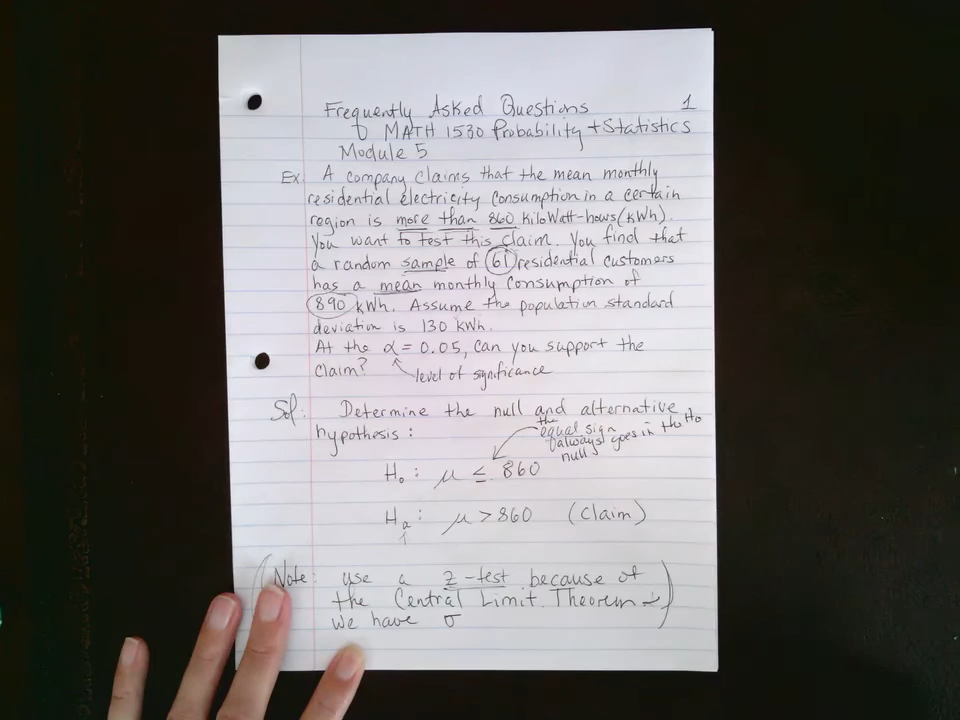 Frequently Asked Questions 1
MATH 1530 Probability + Statistics
Module 5
Ex: A company claims that the mean monthly
residential electricity consumption in a certain
region is more than 860 kiloWatt-hours (kWh).
You want to test this claim. You find that
a random sample of 61 residential customers
has a mean monthly consumption of
890 kWh. Assume the population standard
deviation is 130 kWh.
At the α = 0.05, can you support the
claim?
level of significance
Sol: Determine the null and alternative
hypothesis:
the
equal sign
always goes in the Ho
null
Ho: μ ≤ 860
Ha: μ > 860 (claim)
(Note: use a z-test because of
the Central Limit Theorem +
we have σ)